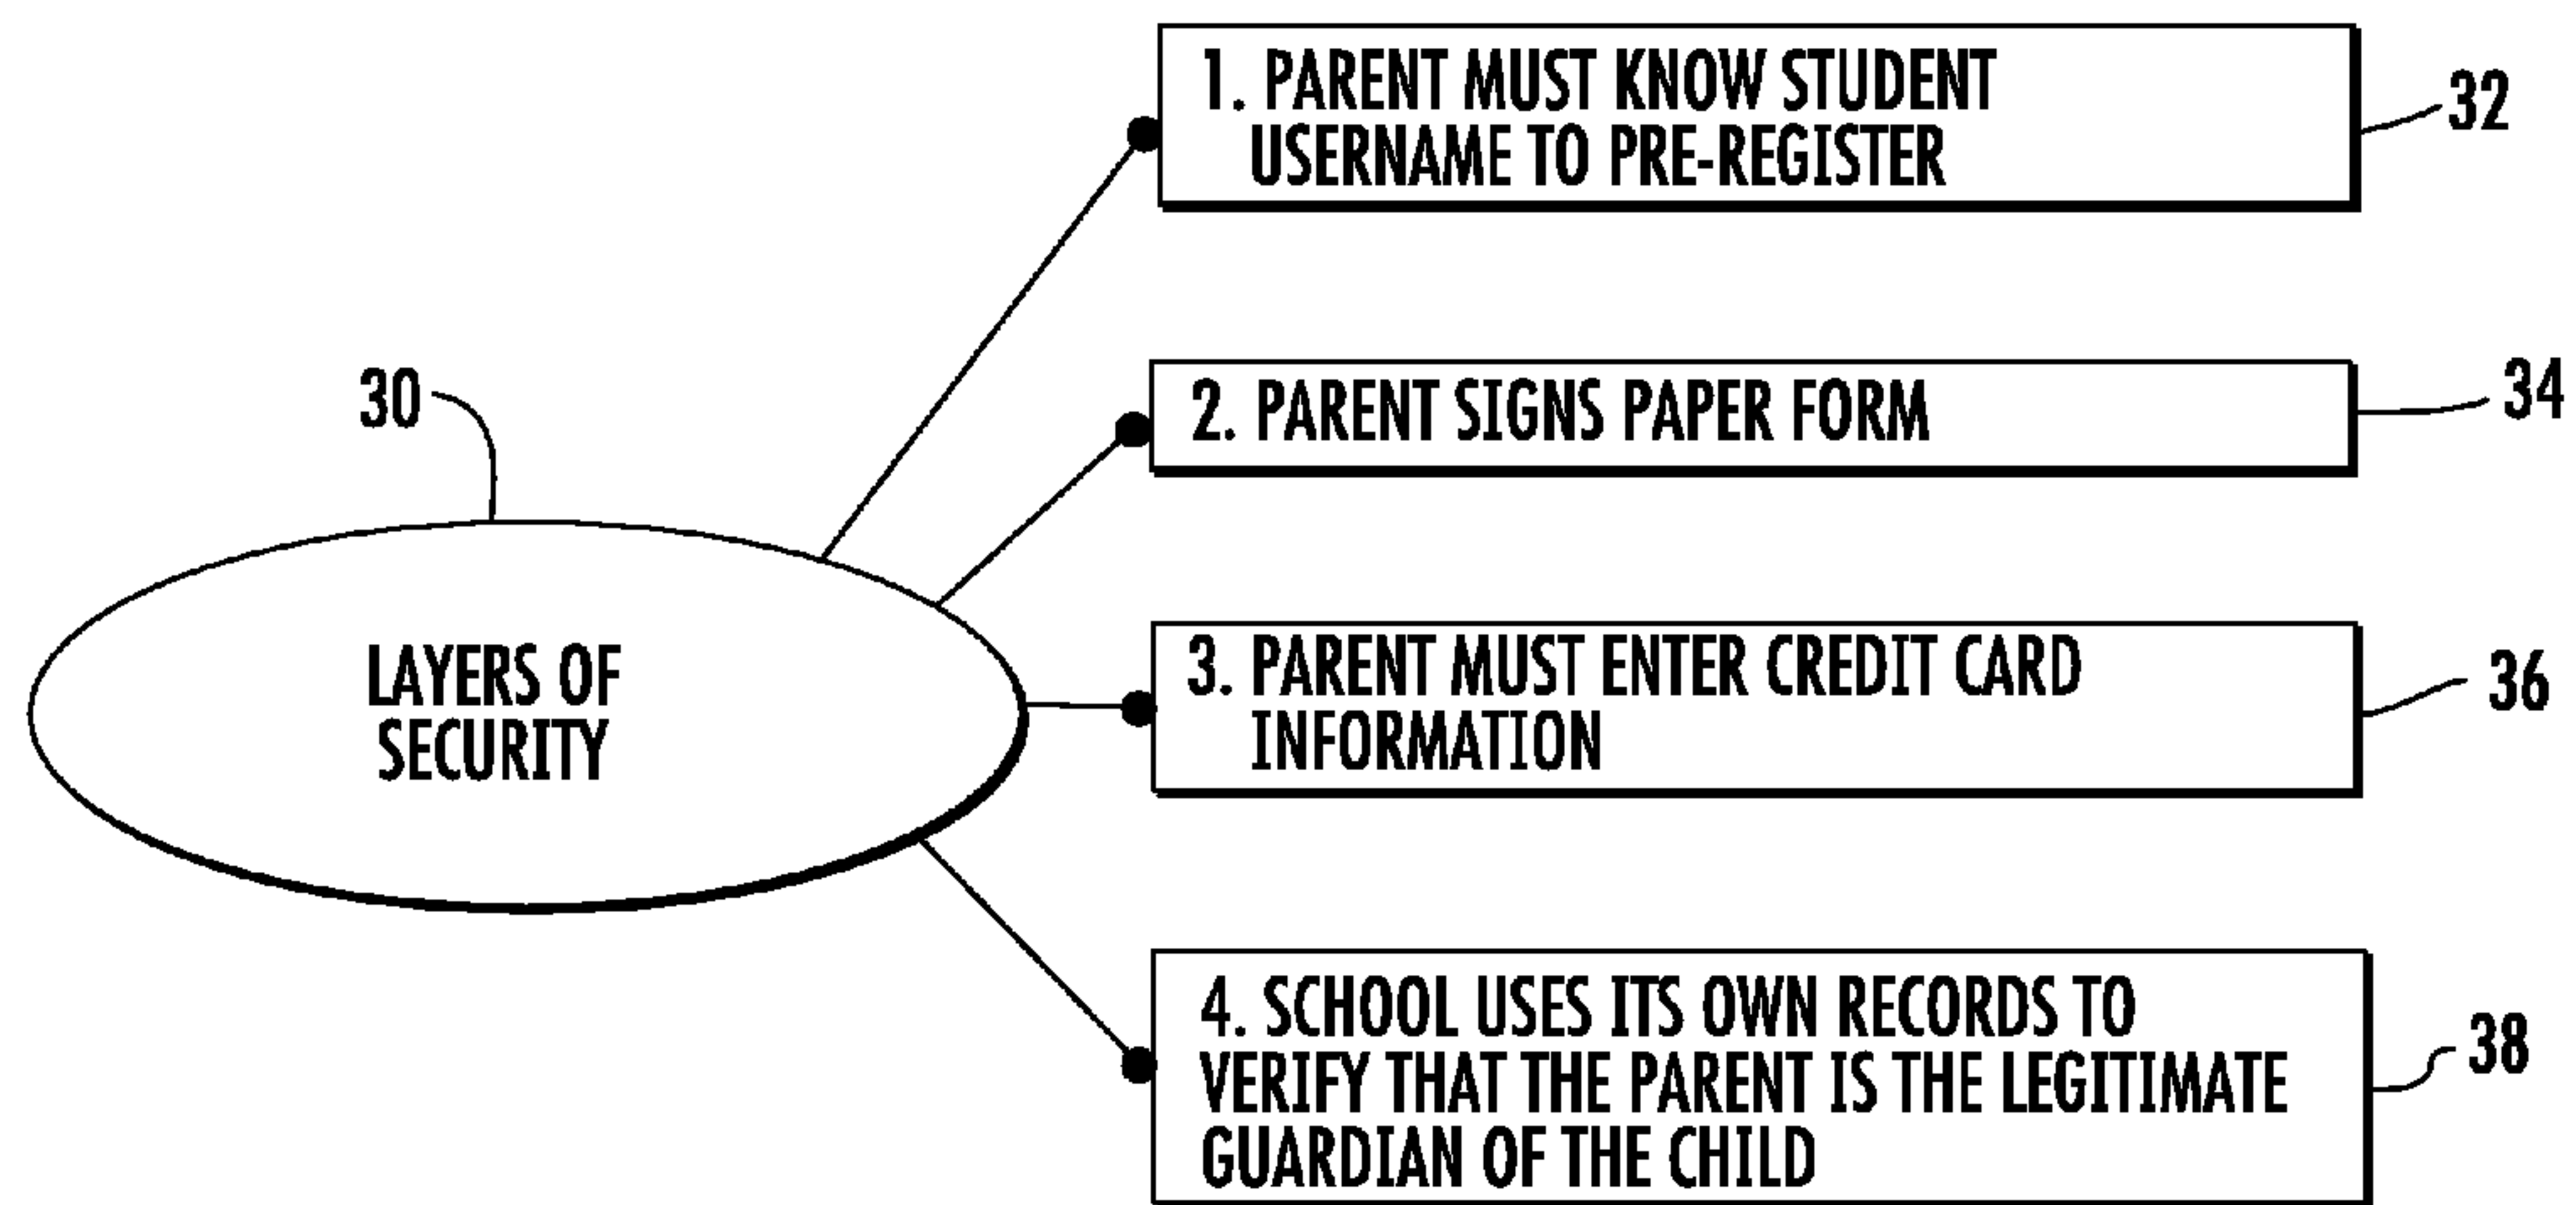 1. PARENT MUST KNOW STUDENT
USERNAME TO PRE-REGISTER
32
2. PARENT SIGNS PAPER FORM
34
30
LAYERS OF
SECURITY
3. PARENT MUST ENTER CREDIT CARD
INFORMATION
36
4. SCHOOL USES ITS OWN RECORDS TO
VERIFY THAT THE PARENT IS THE LEGITIMATE
GUARDIAN OF THE CHILD
38